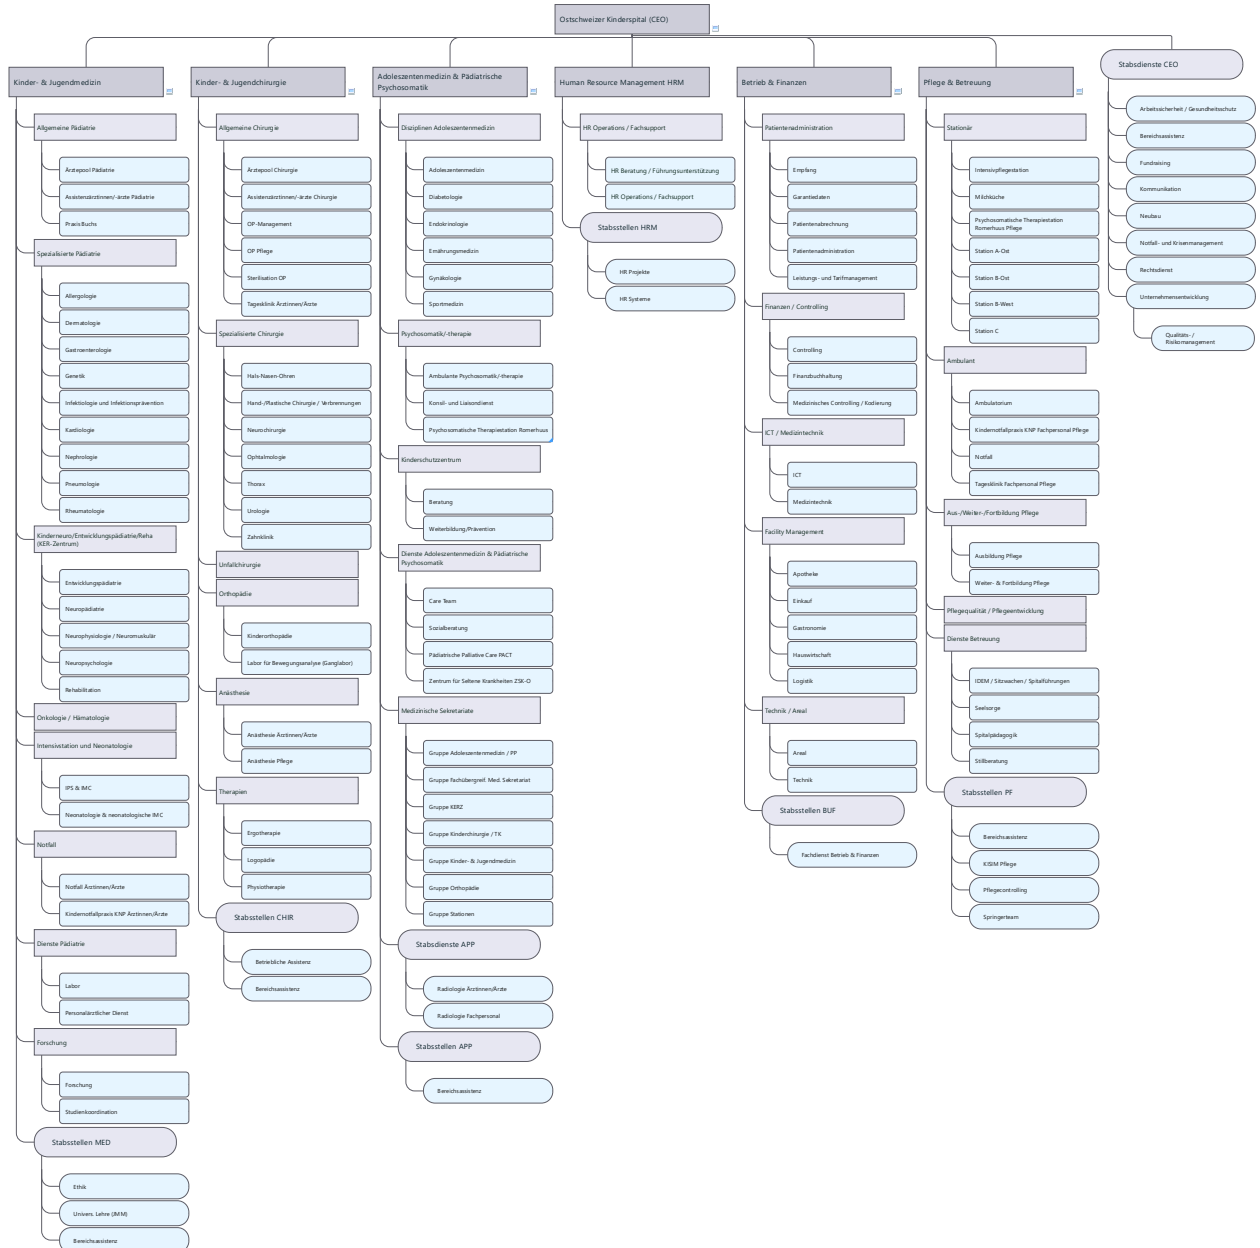 Ostschweizer Kinderspital (CEO)
Kinder- & Jugendmedizin
Allgemeine Pädiatrie
Ärztepool Pädiatrie
Assistenzärztinnen/-ärzte Pädiatrie
Praxis Buchs
Spezialisierte Pädiatrie
Allergologie
Dermatologie
Gastroenterologie
Genetik
Infektiologie und Infektionsprävention
Kardiologie
Nephrologie
Pneumologie
Rheumatologie
Kinderneuro/Entwicklungspädiatrie/Reha
(KER-Zentrum)
Entwicklungspädiatrie
Neuropädiatrie
Neurophysiologie / Neuromuskulär
Neuropsychologie
Rehabilitation
Onkologie / Hämatologie
Intensivstation und Neonatologie
IPS & IMC
Neonatologie & neonatologische IMC
Notfall
Notfall Ärztinnen/Ärzte
Kindernotfallpraxis KNP Ärztinnen/Ärzte
Dienste Pädiatrie
Labor
Personalärztlicher Dienst
Forschung
Forschung
Studienkoordination
Stabsstellen MED
Ethik
Univers. Lehre (JMM)
Bereichsassistenz
Kinder- & Jugendchirurgie
Allgemeine Chirurgie
Ärztepool Chirurgie
Assistenzärztinnen/-ärzte Chirurgie
OP-Management
OP Pflege
Sterilisation OP
Tagesklinik Ärztinnen/Ärzte
Spezialisierte Chirurgie
Hals-Nasen-Ohren
Hand-/Plastische Chirurgie / Verbrennungen
Neurochirurgie
Ophtalmologie
Thorax
Urologie
Zahnklinik
Unfallchirurgie
Orthopädie
Kinderorthopädie
Labor für Bewegungsanalyse (Ganglabor)
Anästhesie
Anästhesie Ärztinnen/Ärzte
Anästhesie Pflege
Therapien
Ergotherapie
Logopädie
Physiotherapie
Stabsstellen CHIR
Betriebliche Assistenz
Bereichsassistenz
Adoleszentenmedizin & Pädiatrische
Psychosomatik
Disziplinen Adoleszentenmedizin
Adoleszentenmedizin
Diabetologie
Endokrinologie
Ernährungsmedizin
Gynäkologie
Sportmedizin
Psychosomatik/-therapie
Ambulante Psychosomatik/-therapie
Konsil- und Liaisondienst
Psychosomatische Therapiestation Romerhuus
Kinderschutzzentrum
Beratung
Weiterbildung/Prävention
Dienste Adoleszentenmedizin & Pädiatrische
Psychosomatik
Care Team
Sozialberatung
Pädiatrische Palliative Care PACT
Zentrum für Seltene Krankheiten ZSK-O
Medizinische Sekretariate
Gruppe Adoleszentenmedizin / PP
Gruppe Fachübergreif. Med. Sekretariat
Gruppe KERZ
Gruppe Kinderchirurgie / TK
Gruppe Kinder- & Jugendmedizin
Gruppe Orthopädie
Gruppe Stationen
Stabsdienste APP
Radiologie Ärztinnen/Ärzte
Radiologie Fachpersonal
Stabsstellen APP
Bereichsassistenz
Human Resource Management HRM
HR Operations / Fachsupport
HR Beratung / Führungsunterstützung
HR Operations / Fachsupport
Stabsstellen HRM
HR Projekte
HR Systeme
Betrieb & Finanzen
Patientenadministration
Empfang
Garantiedaten
Patientenabrechnung
Patientenadministration
Leistungs- und Tarifmanagement
Finanzen / Controlling
Controlling
Finanzbuchhaltung
Medizinisches Controlling / Kodierung
ICT / Medizintechnik
ICT
Medizintechnik
Facility Management
Apotheke
Einkauf
Gastronomie
Hauswirtschaft
Logistik
Technik / Areal
Areal
Technik
Stabsstellen BUF
Fachdienst Betrieb & Finanzen
Pflege & Betreuung
Stationär
Intensivpflegestation
Milchküche
Psychosomatische Therapiestation
Romerhuus Pflege
Station A-Ost
Station B-Ost
Station B-West
Station C
Ambulant
Ambulatorium
Kindernotfallpraxis KNP Fachpersonal Pflege
Notfall
Tagesklinik Fachpersonal Pflege
Aus-/Weiter-/Fortbildung Pflege
Ausbildung Pflege
Weiter- & Fortbildung Pflege
Pflegequalität / Pflegeentwicklung
Dienste Betreuung
IDEM / Sitzwachen / Spitalführungen
Seelsorge
Spitalpädagogik
Stillberatung
Stabsstellen PF
Bereichsassistenz
KISIM Pflege
Pflegecontrolling
Springerteam
Stabsdienste CEO
Arbeitssicherheit / Gesundheitsschutz
Bereichsassistenz
Fundraising
Kommunikation
Neubau
Notfall- und Krisenmanagement
Rechtsdienst
Unternehmensentwicklung
Qualitäts- /
Risikomanagement